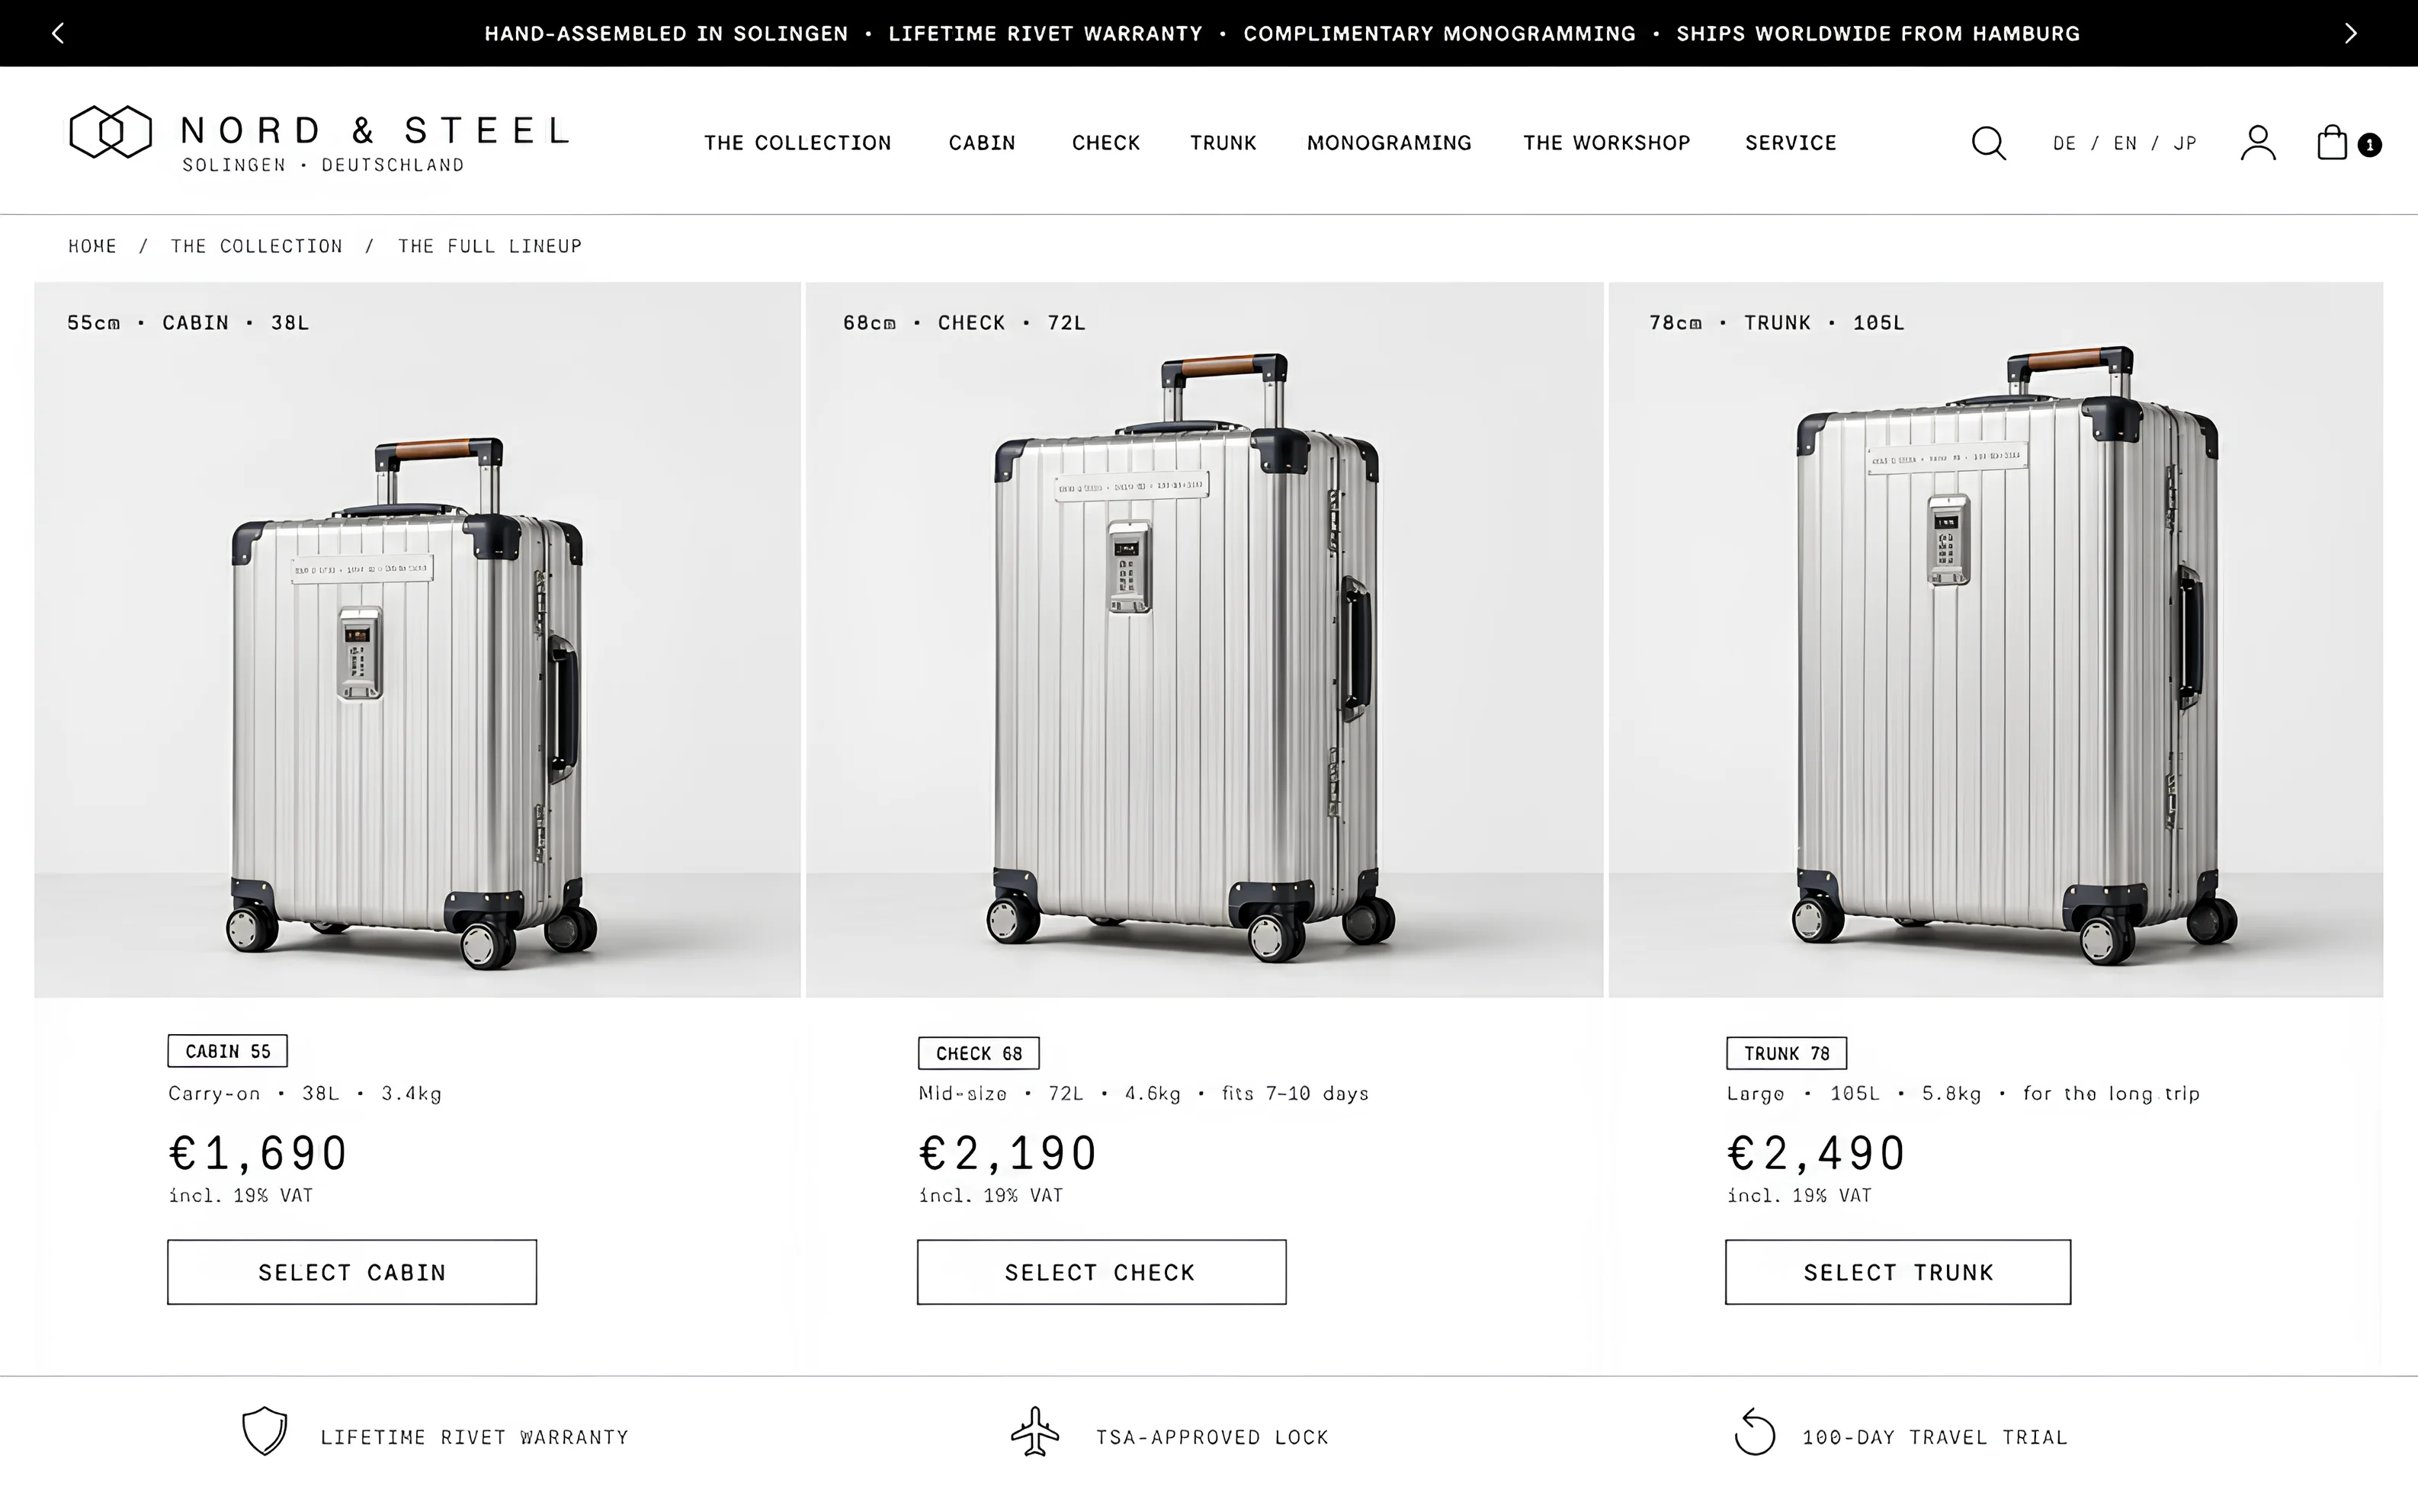 HAND-ASSEMBLED IN SOLINGEN • LIFETIME RIVET WARRANTY • COMPLIMENTARY MONOGRAMMING • SHIPS WORLDWIDE FROM HAMBURG
NORD & STEEL
SOLINGEN • DEUTSCHLAND
THE COLLECTION CABIN CHECK TRUNK MONOGRAMING THE WORKSHOP SERVICE
DE / EN / JP
1
HOME / THE COLLECTION / THE FULL LINEUP
55cm • CABIN • 38L
68cm • CHECK • 72L
78cm • TRUNK • 105L
CABIN 55
Carry-on • 38L • 3.4kg
€1,690
incl. 19% VAT
SELECT CABIN
CHECK 68
Mid-size • 72L • 4.6kg • fits 7-10 days
€2,190
incl. 19% VAT
SELECT CHECK
TRUNK 78
Large • 105L • 5.8kg • for the long trip
€2,490
incl. 19% VAT
SELECT TRUNK
LIFETIME RIVET WARRANTY
TSA-APPROVED LOCK
100-DAY TRAVEL TRIAL